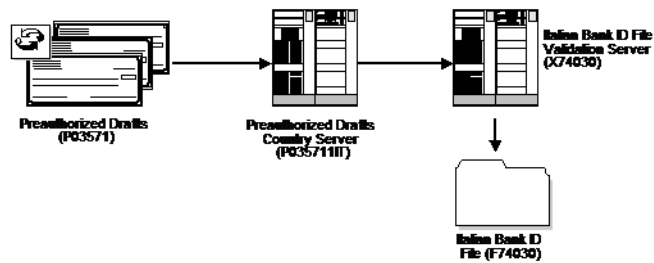 Preauthorized Drafts
(P03571)
Preauthorized Drafts
Country Server
(P035711IT)
Italian Bank ID File
Validation Server
(X74030)
Italian Bank ID
File (F74030)